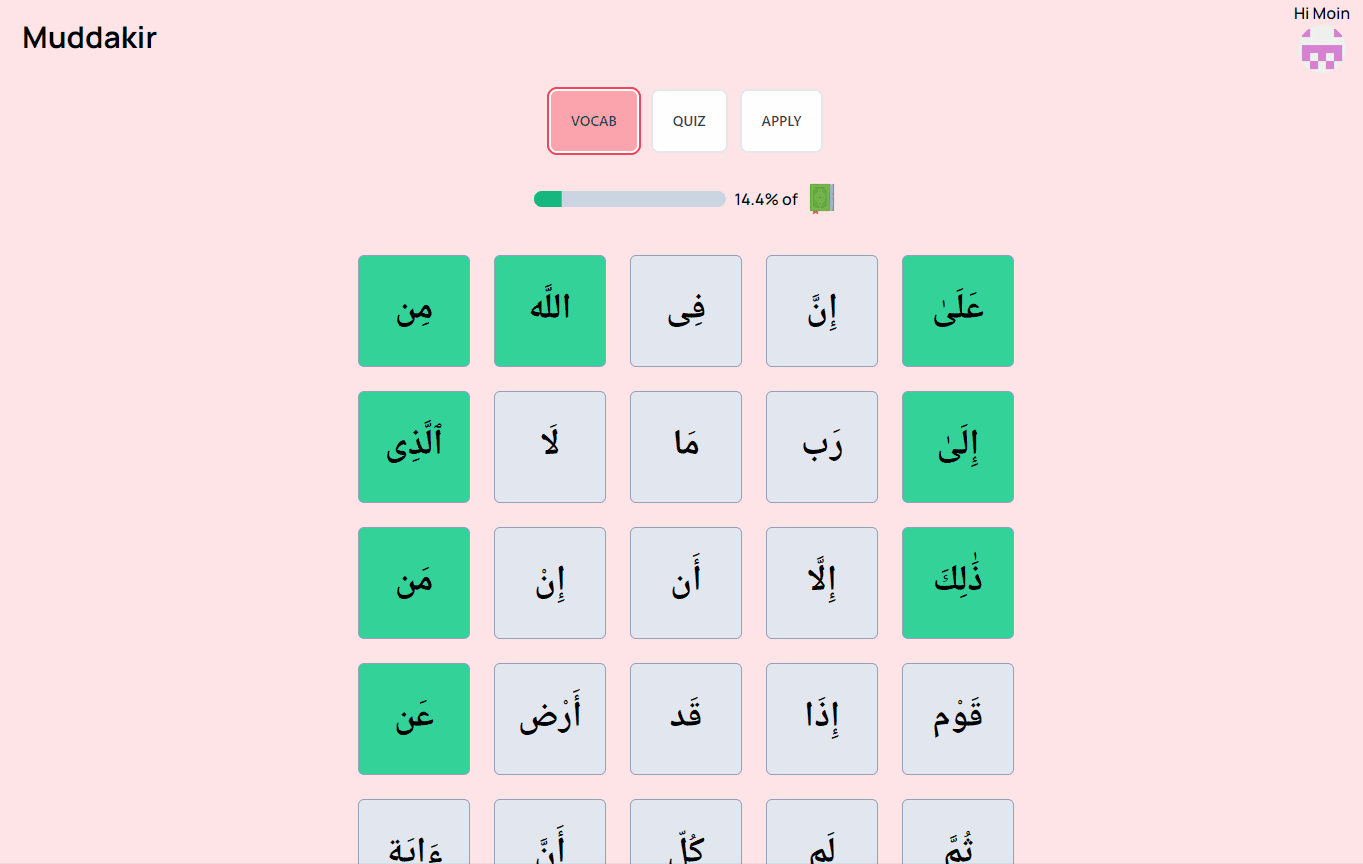 Hi Moin
Muddakir
VOCAB QUIZ APPLY
14.4% of
مِن اللَّه فِى إِنَّ عَلَىٰ
ٱلَّذِى لَا مَا رَب إِلَىٰ
مَن إِنْ أَن إِلَّا ذَٰلِكَ
عَن أَرْض قَد إِذَا قَوْم
ءَايَة أَنَّ كُلّ لَم ثُمَّ